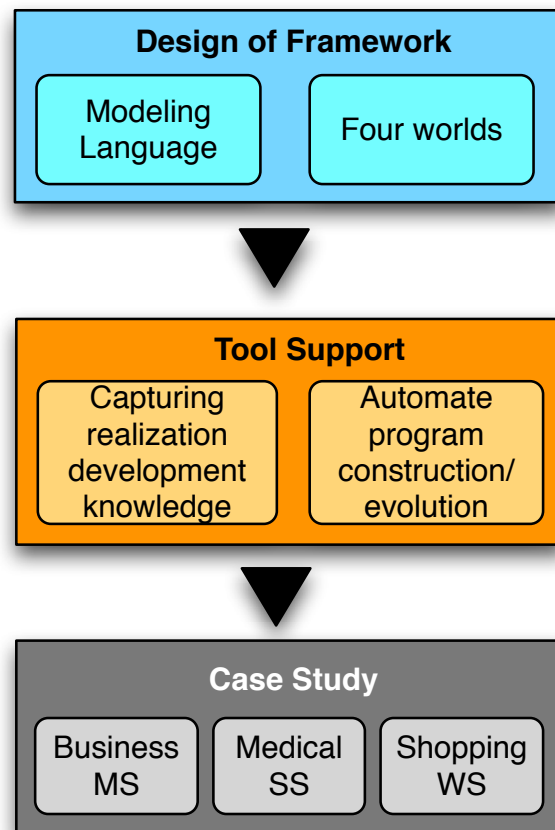 Design of Framework
Modeling
Language
Four worlds
Tool Support
Capturing
realization
development
knowledge
Automate
program
construction/
evolution
Case Study
Business
MS
Medical
SS
Shopping
WS